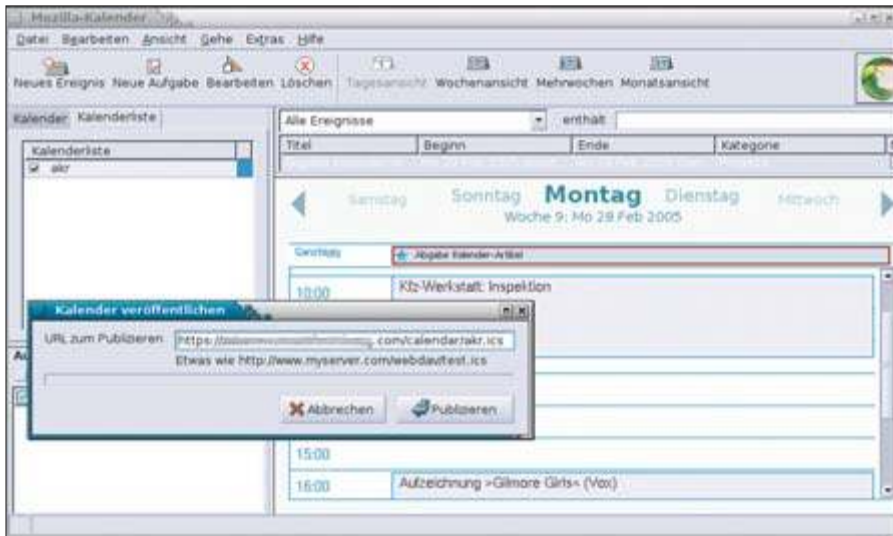 Mozilla-Kalender
Datei Bearbeiten Ansicht Gehe Extras Hilfe
Neues Ereignis Neue Aufgabe Bearbeiten Löschen Tagesansicht Wochenansicht Mehrwochen Monatsansicht
Kalender Kalenderliste
Alle Ereignisse enthält
Kalenderliste
akr
Titel Beginn Ende Kategorie
Samstag Sonntag Montag Dienstag Mittwoch
Woche 9: Mo 28 Feb 2005
Ganztägig Abgabe Kalender-Artikel
10:00 Kfz-Werkstatt: Inspektion
Kalender veröffentlichen
URL zum Publizieren https:// .com/calendar/akr.ics
Etwas wie http://www.myserver.com/webdav/test.ics
Abbrechen Publizieren
15:00
16:00 Aufzeichnung >Gilmore Girls< (Vox)